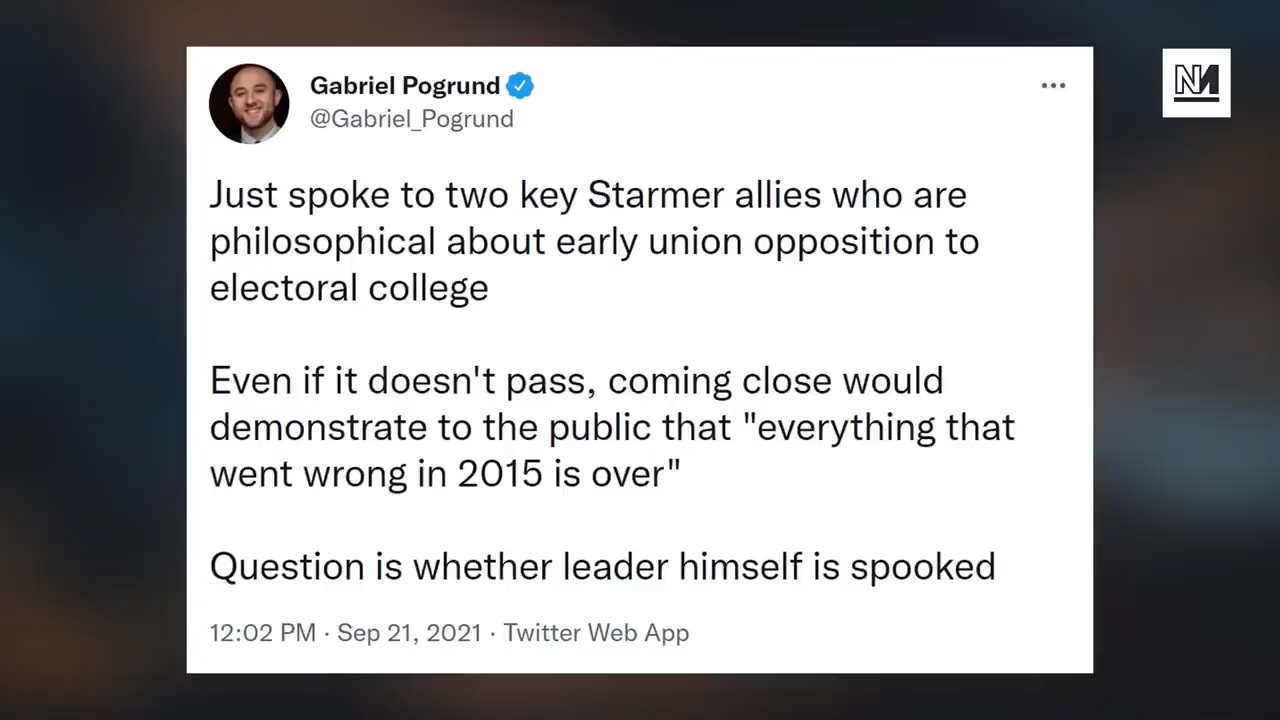 Gabriel Pogrund
@Gabriel_Pogrund
Just spoke to two key Starmer allies who are
philosophical about early union opposition to
electoral college
Even if it doesn't pass, coming close would
demonstrate to the public that "everything that
went wrong in 2015 is over"
Question is whether leader himself is spooked
12:02 PM · Sep 21, 2021 · Twitter Web App
NM